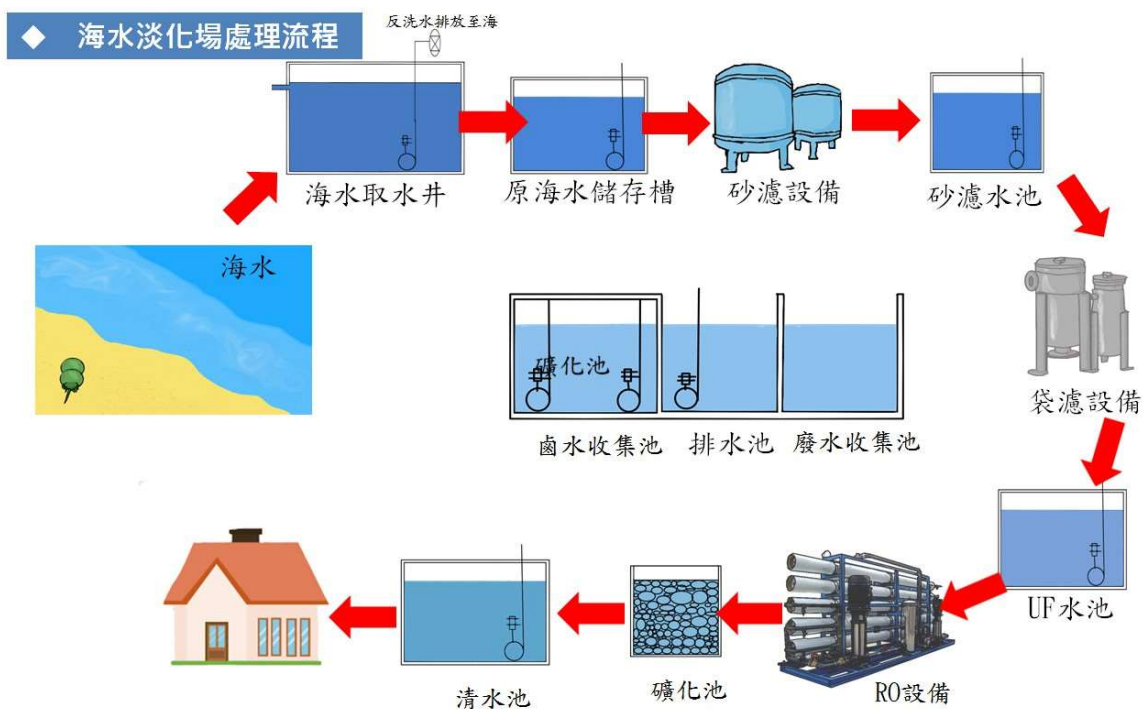 ◆ 海水淡化場處理流程
反洗水排放至海
海水取水井
原海水儲存槽
砂濾設備
砂濾水池
海水
礦化池
袋濾設備
鹵水收集池
排水池
廢水收集池
UF水池
RO設備
礦化池
清水池